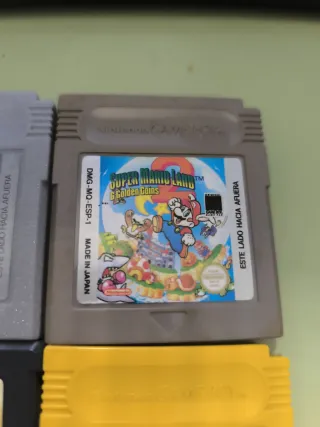 Nintendo GAME BOY
SUPER MARIO LAND™
2
6 Golden Coins
DMG-MQ-ESP-1
MADE IN JAPAN
ESTE LADO HACIA AFUERA
Nintendo